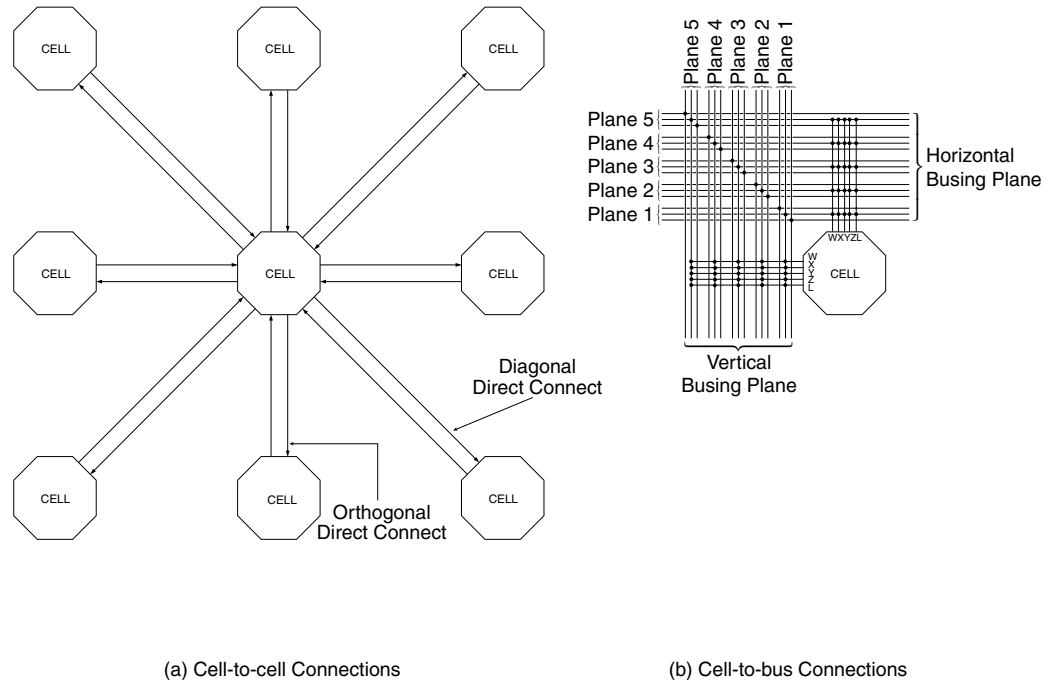 CELL
CELL
CELL
CELL
CELL
CELL
CELL
CELL
CELL
Diagonal
Direct Connect
Orthogonal
Direct Connect
(a) Cell-to-cell Connections
Plane 5
Plane 4
Plane 3
Plane 2
Plane 1
Plane 5
Plane 4
Plane 3
Plane 2
Plane 1
Horizontal
Busing Plane
WXYZL
W
X
Y
Z
L
CELL
Vertical
Busing Plane
(b) Cell-to-bus Connections